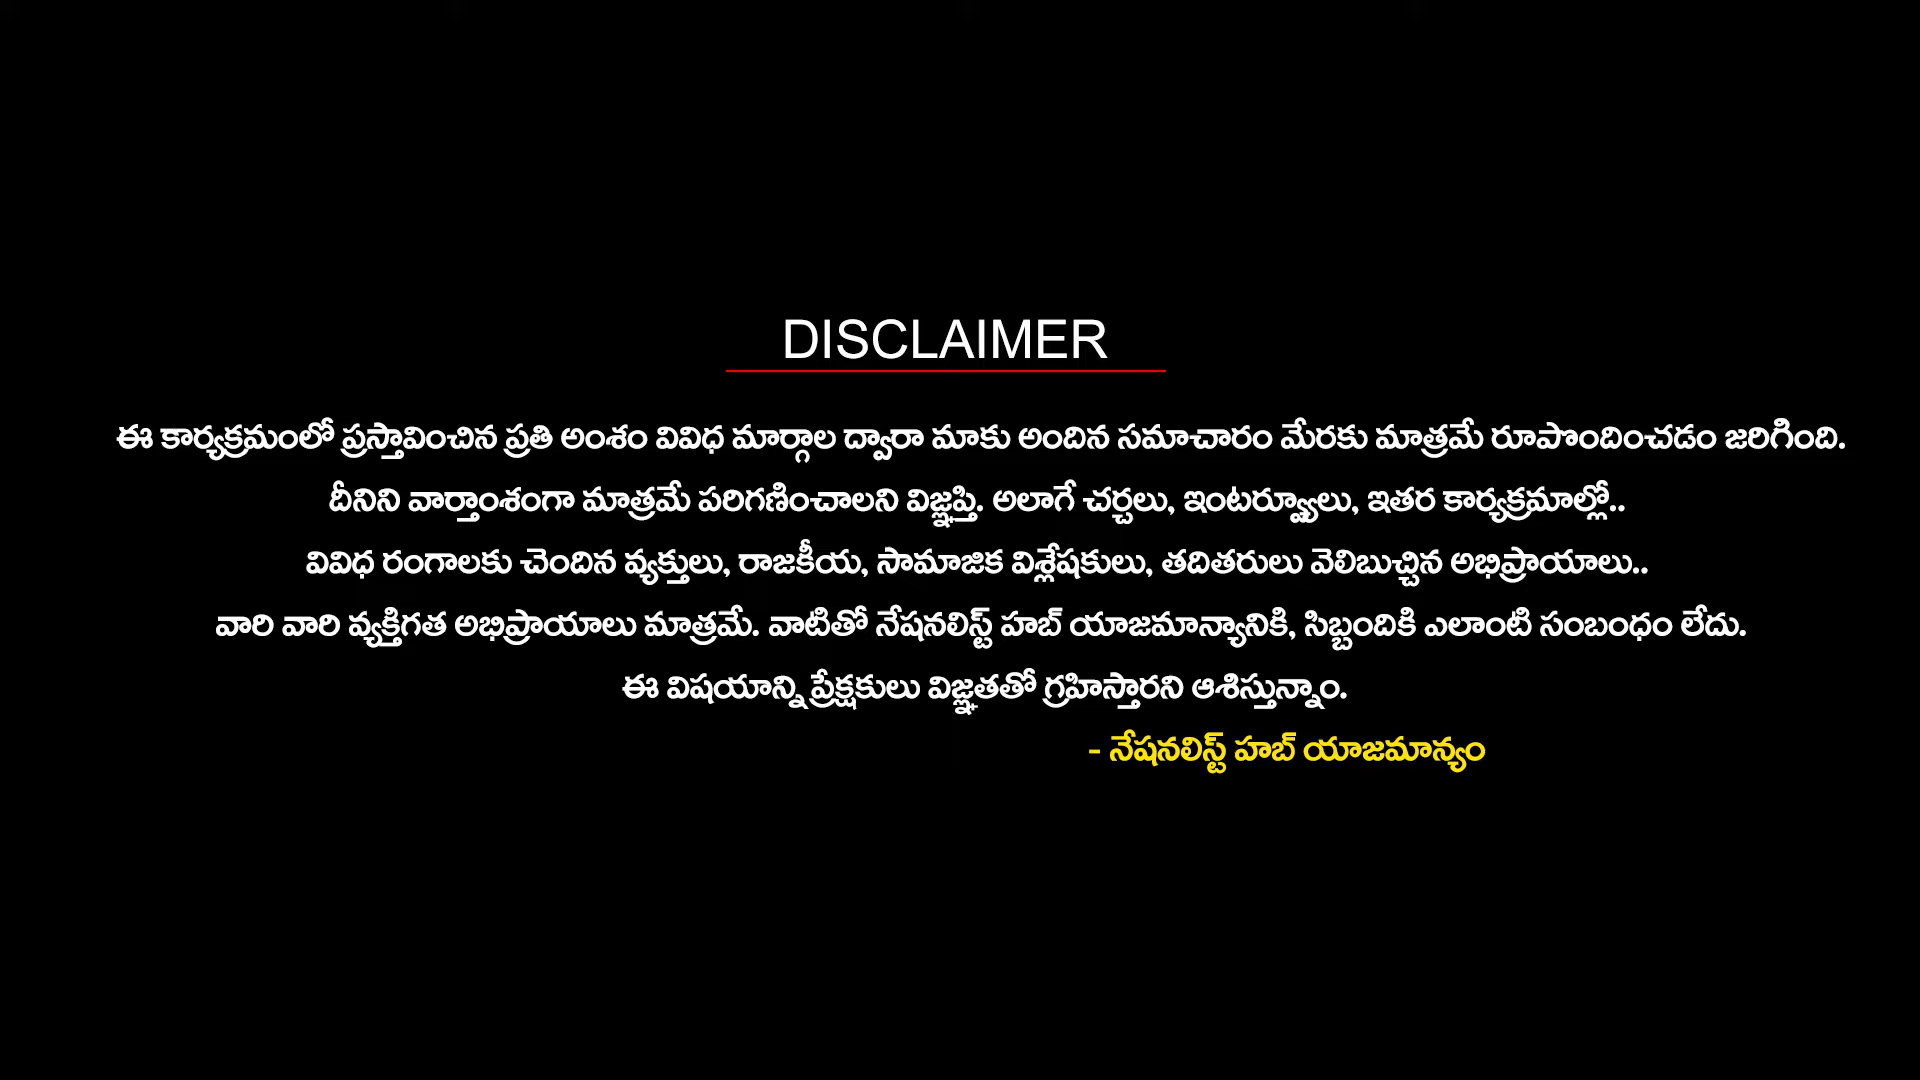 DISCLAIMER
ఈ కార్యక్రమంలో ప్రస్తావించిన ప్రతి అంశం వివిధ మార్గాల ద్వారా మాకు అందిన సమాచారం మేరకు మాత్రమే రూపొందించడం జరిగింది.
దీనిని వార్తాంశంగా మాత్రమే పరిగణించాలని విజ్ఞప్తి. అలాగే చర్చలు, ఇంటర్వ్యూలు, ఇతర కార్యక్రమాల్లో..
వివిధ రంగాలకు చెందిన వ్యక్తులు, రాజకీయ, సామాజిక విశ్లేషకులు, తదితరులు వెలిబుచ్చిన అభిప్రాయాలు..
వారి వారి వ్యక్తిగత అభిప్రాయాలు మాత్రమే. వాటితో నేషనలిస్ట్ హబ్ యాజమాన్యానికి, సిబ్బందికి ఎలాంటి సంబంధం లేదు.
ఈ విషయాన్ని ప్రేక్షకులు విజ్ఞతతో గ్రహిస్తారని ఆశిస్తున్నాం.
- నేషనలిస్ట్ హబ్ యాజమాన్యం